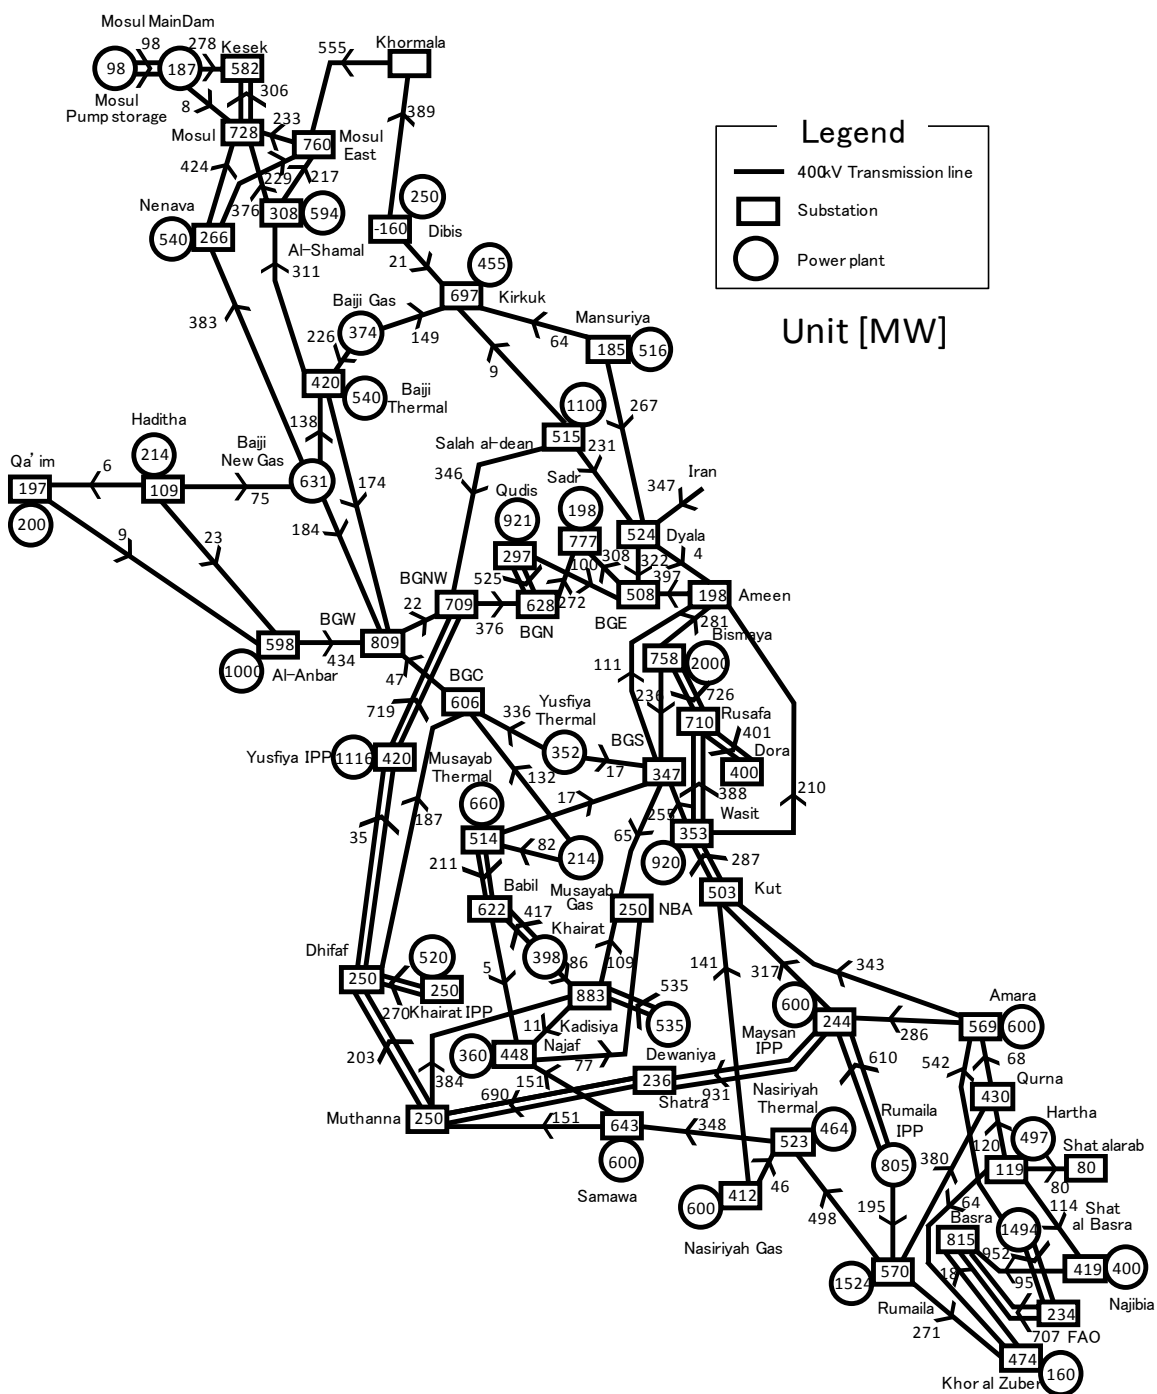 Mosul MainDam
98
278
Kesek
98
187
582
Mosul
Pump storage
306
8
Mosul
728
233
760
Mosul
East
555
Khormala
389
424
229
217
Nenava
376
308
594
540
266
Al-Shamal
250
-160
Dibis
21
455
697
Kirkuk
311
383
Baiji Gas
374
226
149
Mansuriya
64
185
516
9
420
540
Baiji
Thermal
138
267
1100
515
Salah al-dean
231
Legend
400kV Transmission line
Substation
Power plant
Unit [MW]
Haditha
214
Qa' im
6
197
109
75
Baiji
New Gas
631
174
346
200
9
23
184
Sadr
198
Qudis
921
777
Iran
347
524
Dyala
297
308
322
4
100
397
525
508
198
Ameen
BGNW
709
376
628
272
BGN
BGE
22
BGW
809
598
434
1000
Al-Anbar
47
719
BGC
606
281
Bismaya
758
2000
111
236
726
336
Yusfiya
Thermal
352
710
Rusafa
401
Dora
400
BGS
347
17
Yusfiya IPP
1116
420
Musayab
Thermal
660
132
388
210
17
255
Wasit
353
187
35
514
82
214
65
920
287
211
Musayab
Gas
Babil
622
417
250
NBA
503
Kut
Khairat
398
86
109
141
317
343
Dhifaf
520
250
250
270
Khairat IPP
5
883
535
535
Dewaniya
Kadisiya
11
Najaf
360
448
77
600
Maysan
IPP
244
286
Amara
569
600
203
384
690
151
236
Shatra
931
610
542
68
Qurna
430
Muthanna
250
151
643
600
Samawa
348
Nasiriyah
Thermal
464
523
Rumaila
IPP
805
Hartha
497
120
119
Shat alarab
80
80
46
600
412
Nasiriyah Gas
380
195
498
64
114
Shat
al Basra
Basra
815
1494
952
18
95
419
400
Najibia
1524
570
Rumaila
271
234
707
FAO
474
160
Khor al Zuber